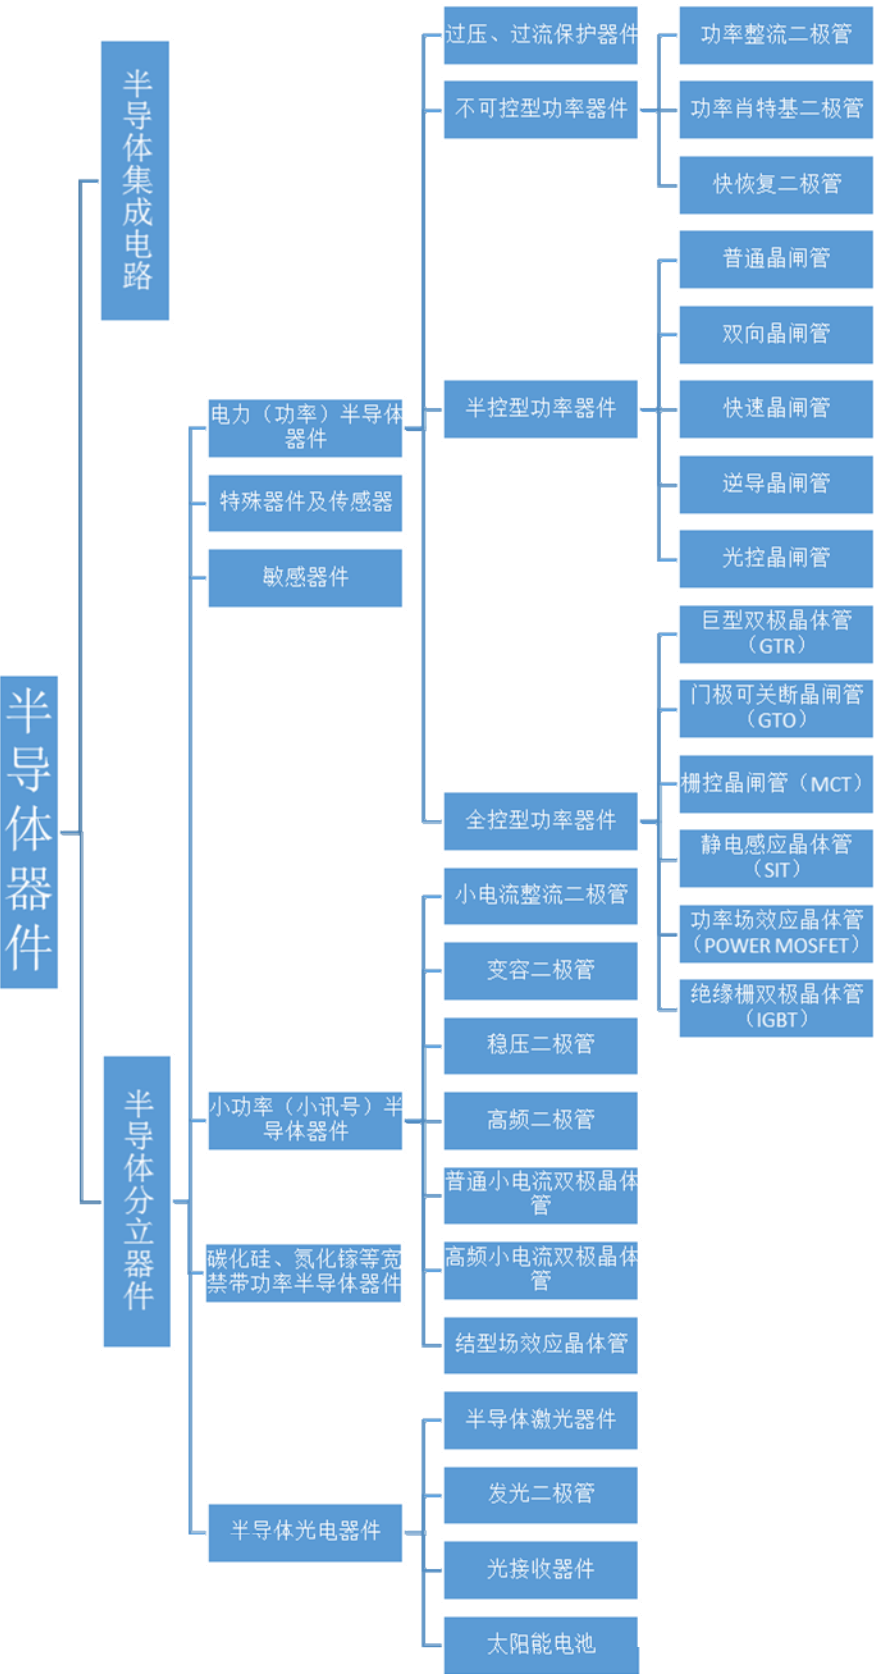 半导体器件
半导体集成电路
半导体分立器件
电力（功率）半导体
器件
特殊器件及传感器
敏感器件
小功率（小讯号）半
导体器件
碳化硅、氮化镓等宽
禁带功率半导体器件
半导体光电器件
过压、过流保护器件
不可控型功率器件
半控型功率器件
全控型功率器件
小电流整流二极管
变容二极管
稳压二极管
高频二极管
普通小电流双极晶体
管
高频小电流双极晶体
管
结型场效应晶体管
半导体激光器件
发光二极管
光接收器件
太阳能电池
功率整流二极管
功率肖特基二极管
快恢复二极管
普通晶闸管
双向晶闸管
快速晶闸管
逆导晶闸管
光控晶闸管
巨型双极晶体管
（GTR）
门极可关断晶闸管
（GTO）
栅控晶闸管（MCT）
静电感应晶体管
（SIT）
功率场效应晶体管
（POWER MOSFET）
绝缘栅双极晶体管
（IGBT）